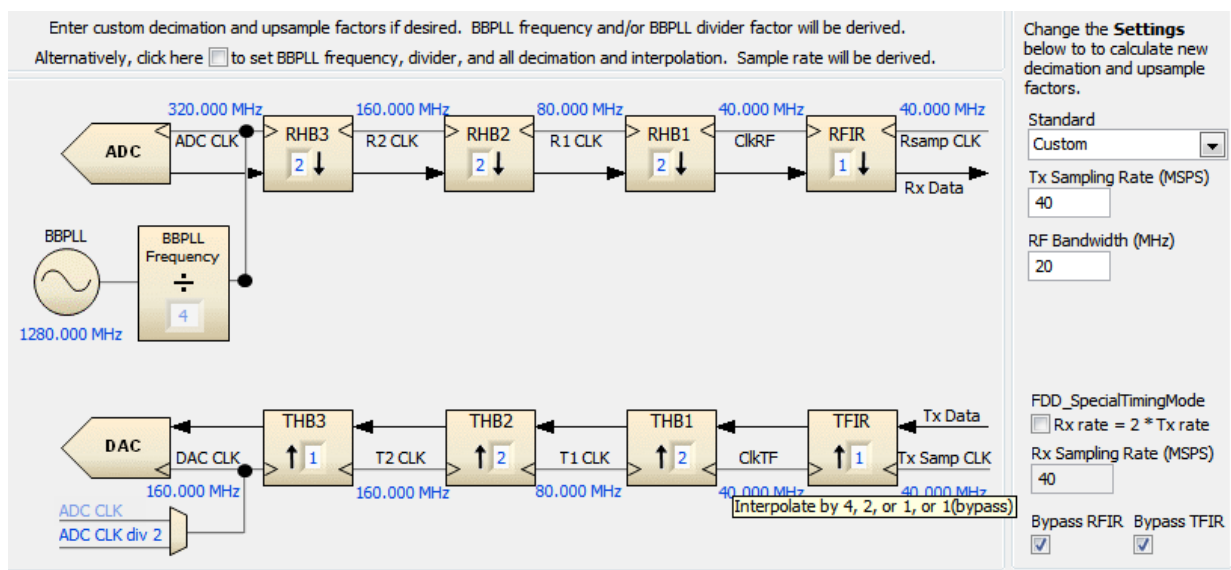 Enter custom decimation and upsample factors if desired. BBPLL frequency and/or BBPLL divider factor will be derived.
Alternatively, click here to set BBPLL frequency, divider, and all decimation and interpolation. Sample rate will be derived.
320.000 MHz 160.000 MHz 80.000 MHz 40.000 MHz 40.000 MHz
ADC ADC CLK RHB3 R2 CLK RHB2 R1 CLK RHB1 ClkRF RFIR Rsamp CLK
2 2 2 1
Rx Data
BBPLL
BBPLL
Frequency
÷
4
1280.000 MHz
THB3 THB2 THB1 TFIR Tx Data
DAC DAC CLK 1 T2 CLK 2 T1 CLK 2 ClkTF 1 Tx Samp CLK
160.000 MHz 160.000 MHz 80.000 MHz 40.000 MHz 40.000 MHz
Interpolate by 4, 2, or 1, or 1(bypass)
ADC CLK
ADC CLK div 2
Change the Settings
below to to calculate new
decimation and upsample
factors.
Standard
Custom
Tx Sampling Rate (MSPS)
40
RF Bandwidth (MHz)
20
FDD_SpecialTimingMode
Rx rate = 2 * Tx rate
Rx Sampling Rate (MSPS)
40
Bypass RFIR Bypass TFIR